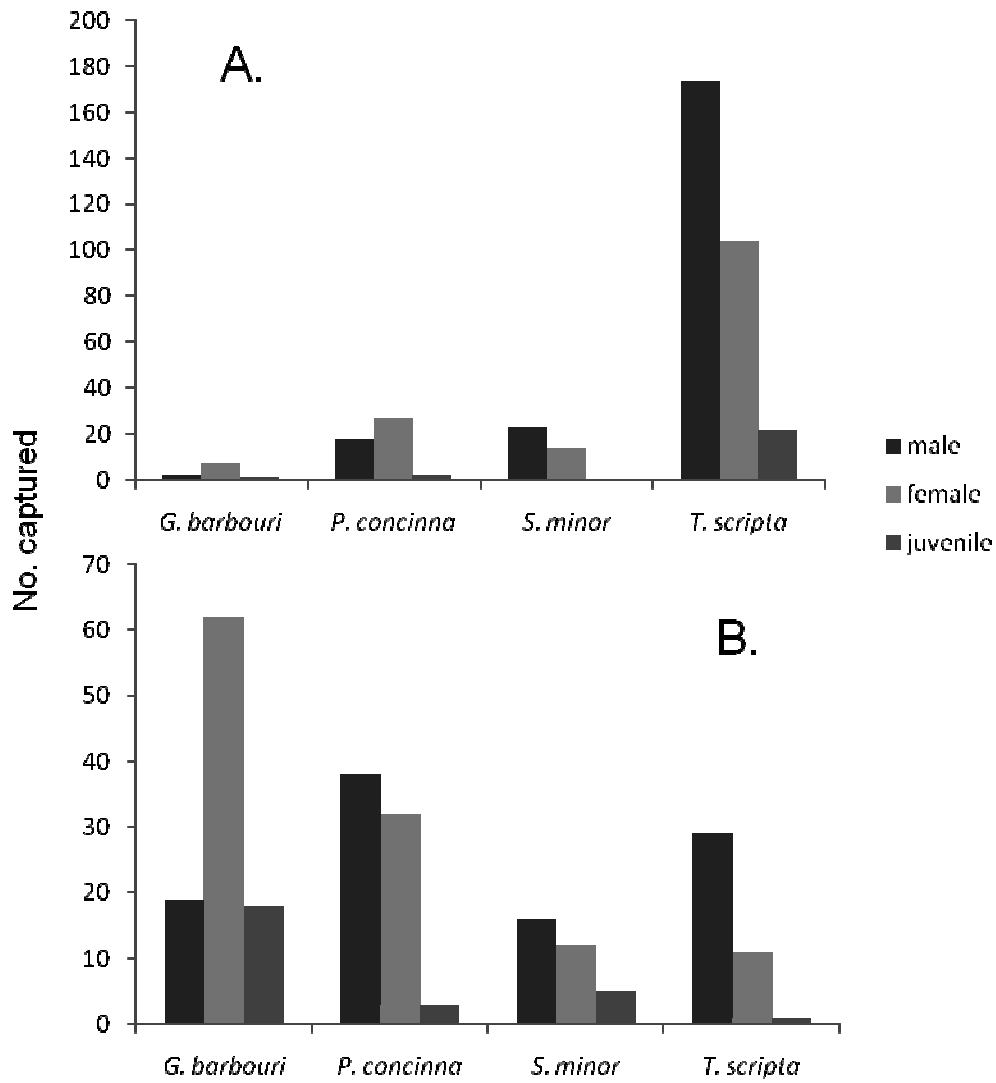 200
180
160
140
120
100
80
60
40
20
0
A.
G. barbouri P. concinna S. minor T. scripta
No. captured
male
female
juvenile
70
60
50
40
30
20
10
0
B.
G. barbouri P. concinna S. minor T. scripta